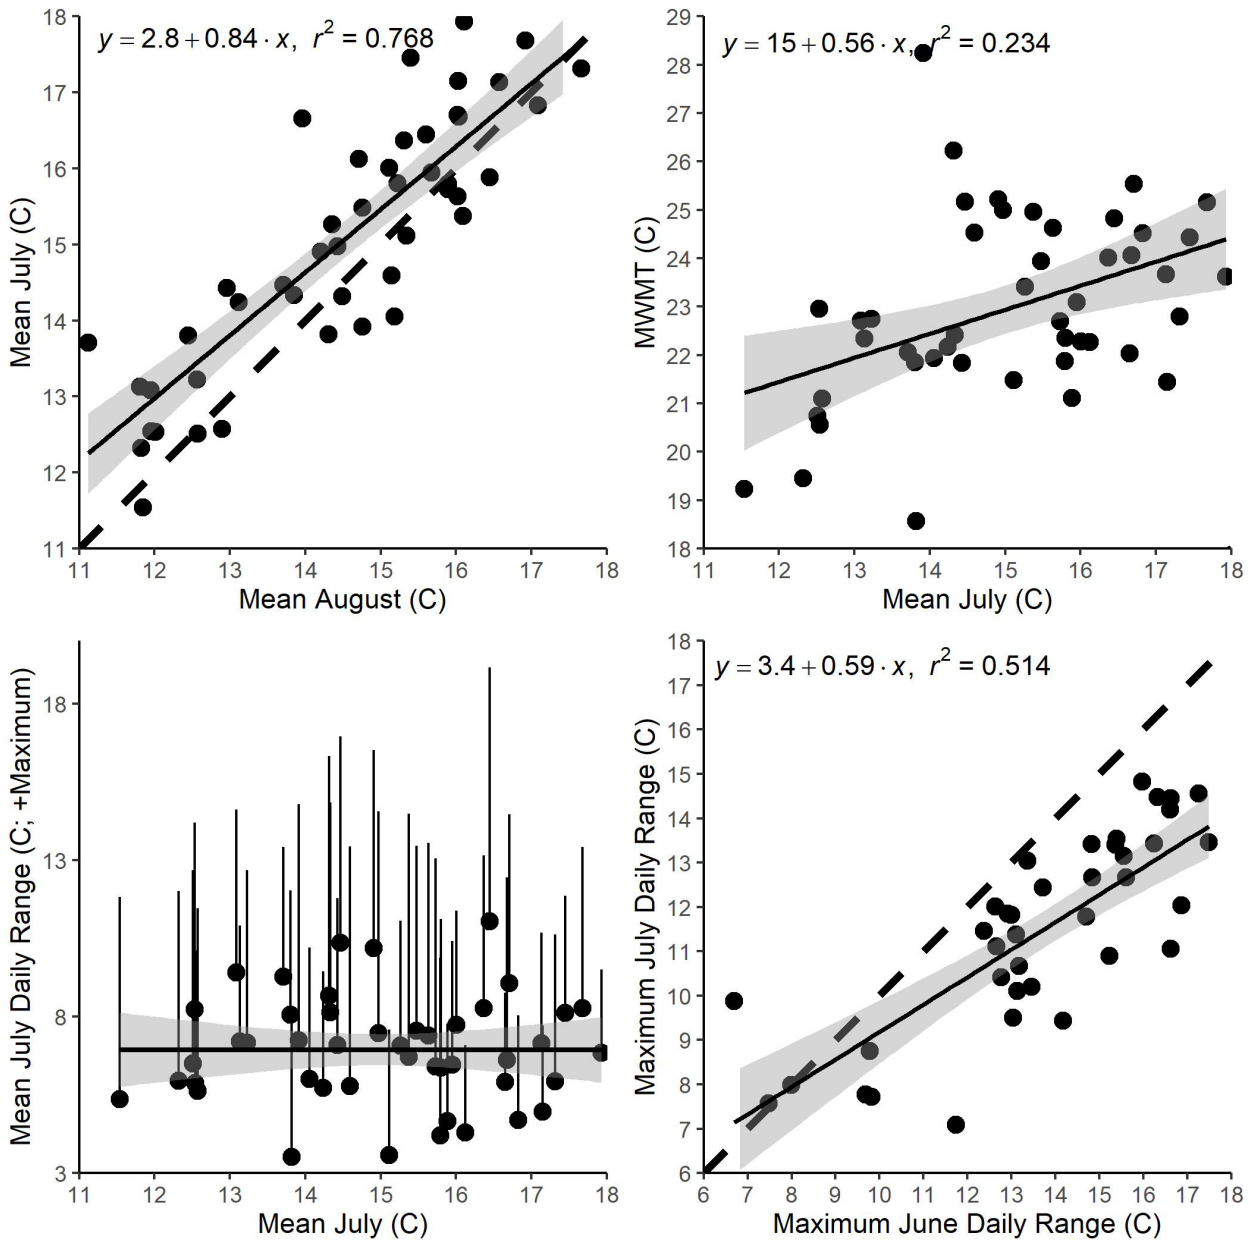 y = 2.8 + 0.84 · x, r² = 0.768
18
17
16
15
14
13
12
11
Mean July (C)
11 12 13 14 15 16 17 18
Mean August (C)
y = 15 + 0.56 · x, r² = 0.234
29
28
27
26
25
24
23
22
21
20
19
18
MWMT (C)
11 12 13 14 15 16 17 18
Mean July (C)
18
13
8
3
Mean July Daily Range (C; +Maximum)
11 12 13 14 15 16 17 18
Mean July (C)
y = 3.4 + 0.59 · x, r² = 0.514
18
17
16
15
14
13
12
11
10
9
8
7
6
Maximum July Daily Range (C)
6 7 8 9 10 11 12 13 14 15 16 17 18
Maximum June Daily Range (C)